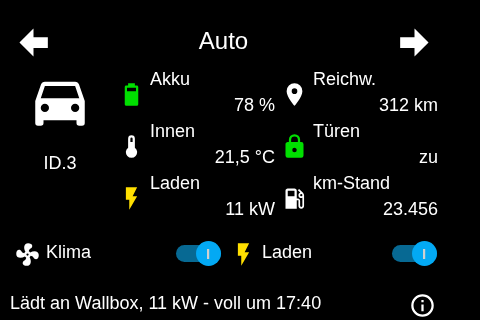 Auto
Akku
78 %
Reichw.
312 km
Innen
21,5 °C
Türen
zu
ID.3
Laden
11 kW
km-Stand
23.456
Klima
Laden
Lädt an Wallbox, 11 kW - voll um 17:40